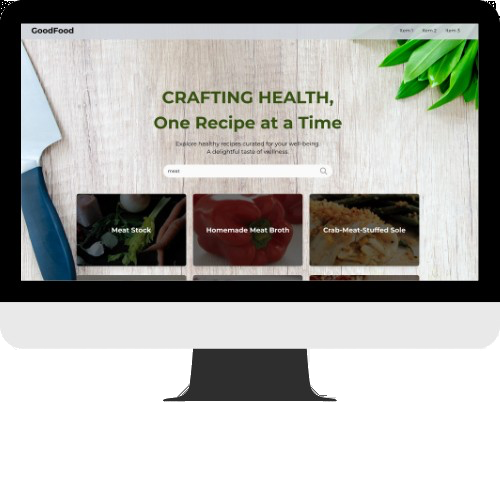 GoodFood
Item 1 Item 2 Item 3
CRAFTING HEALTH,
One Recipe at a Time
Explore healthy recipes curated for your well-being.
A delightful taste of wellness.
meat
Meat Stock
Homemade Meat Broth
Crab-Meat-Stuffed Sole